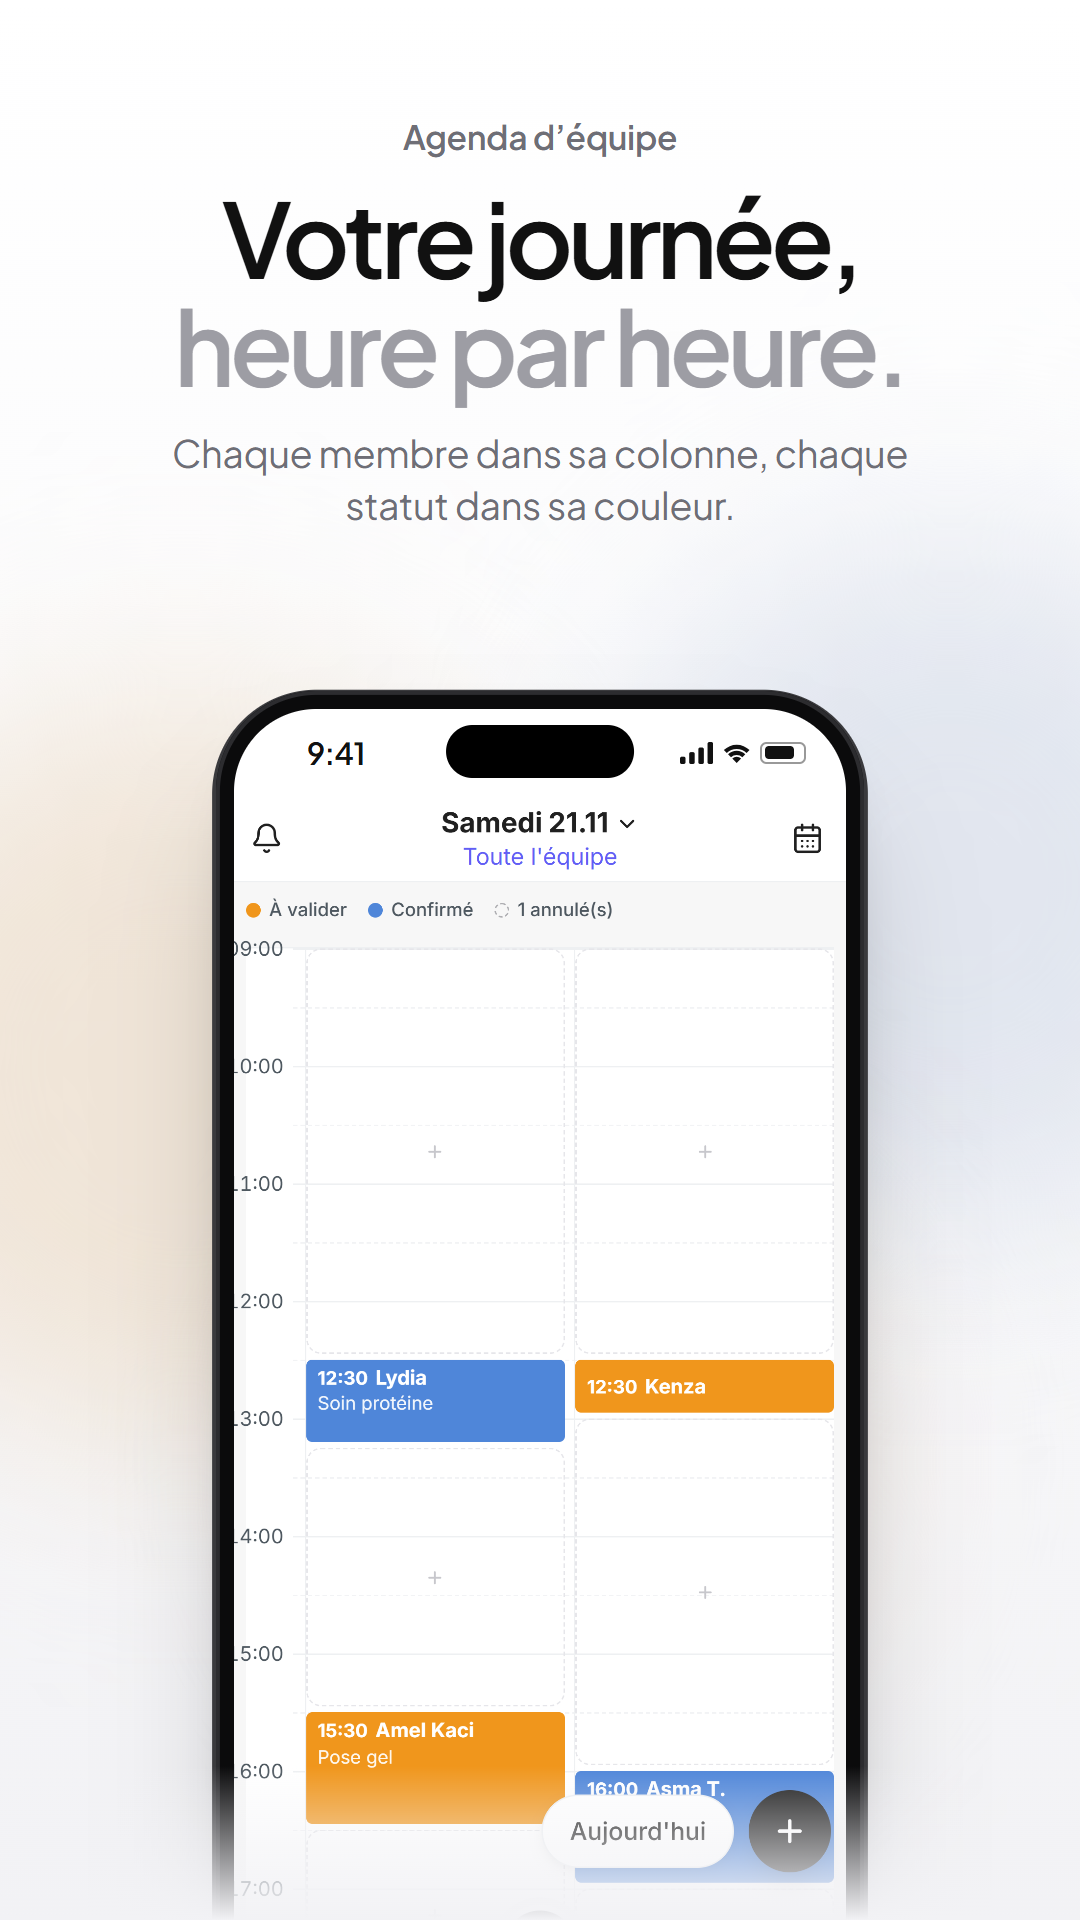 Agenda d’équipe
Votre journée,
heure par heure.
Chaque membre dans sa colonne, chaque
statut dans sa couleur.
9:41
Samedi 21.11
Toute l'équipe
À valider
Confirmé
1 annulé(s)
09:00
10:00
11:00
12:00
12:30 Lydia
Soin protéine
12:30 Kenza
13:00
14:00
15:00
15:30 Amel Kaci
Pose gel
16:00
16:00 Asma T.
Aujourd'hui
17:00